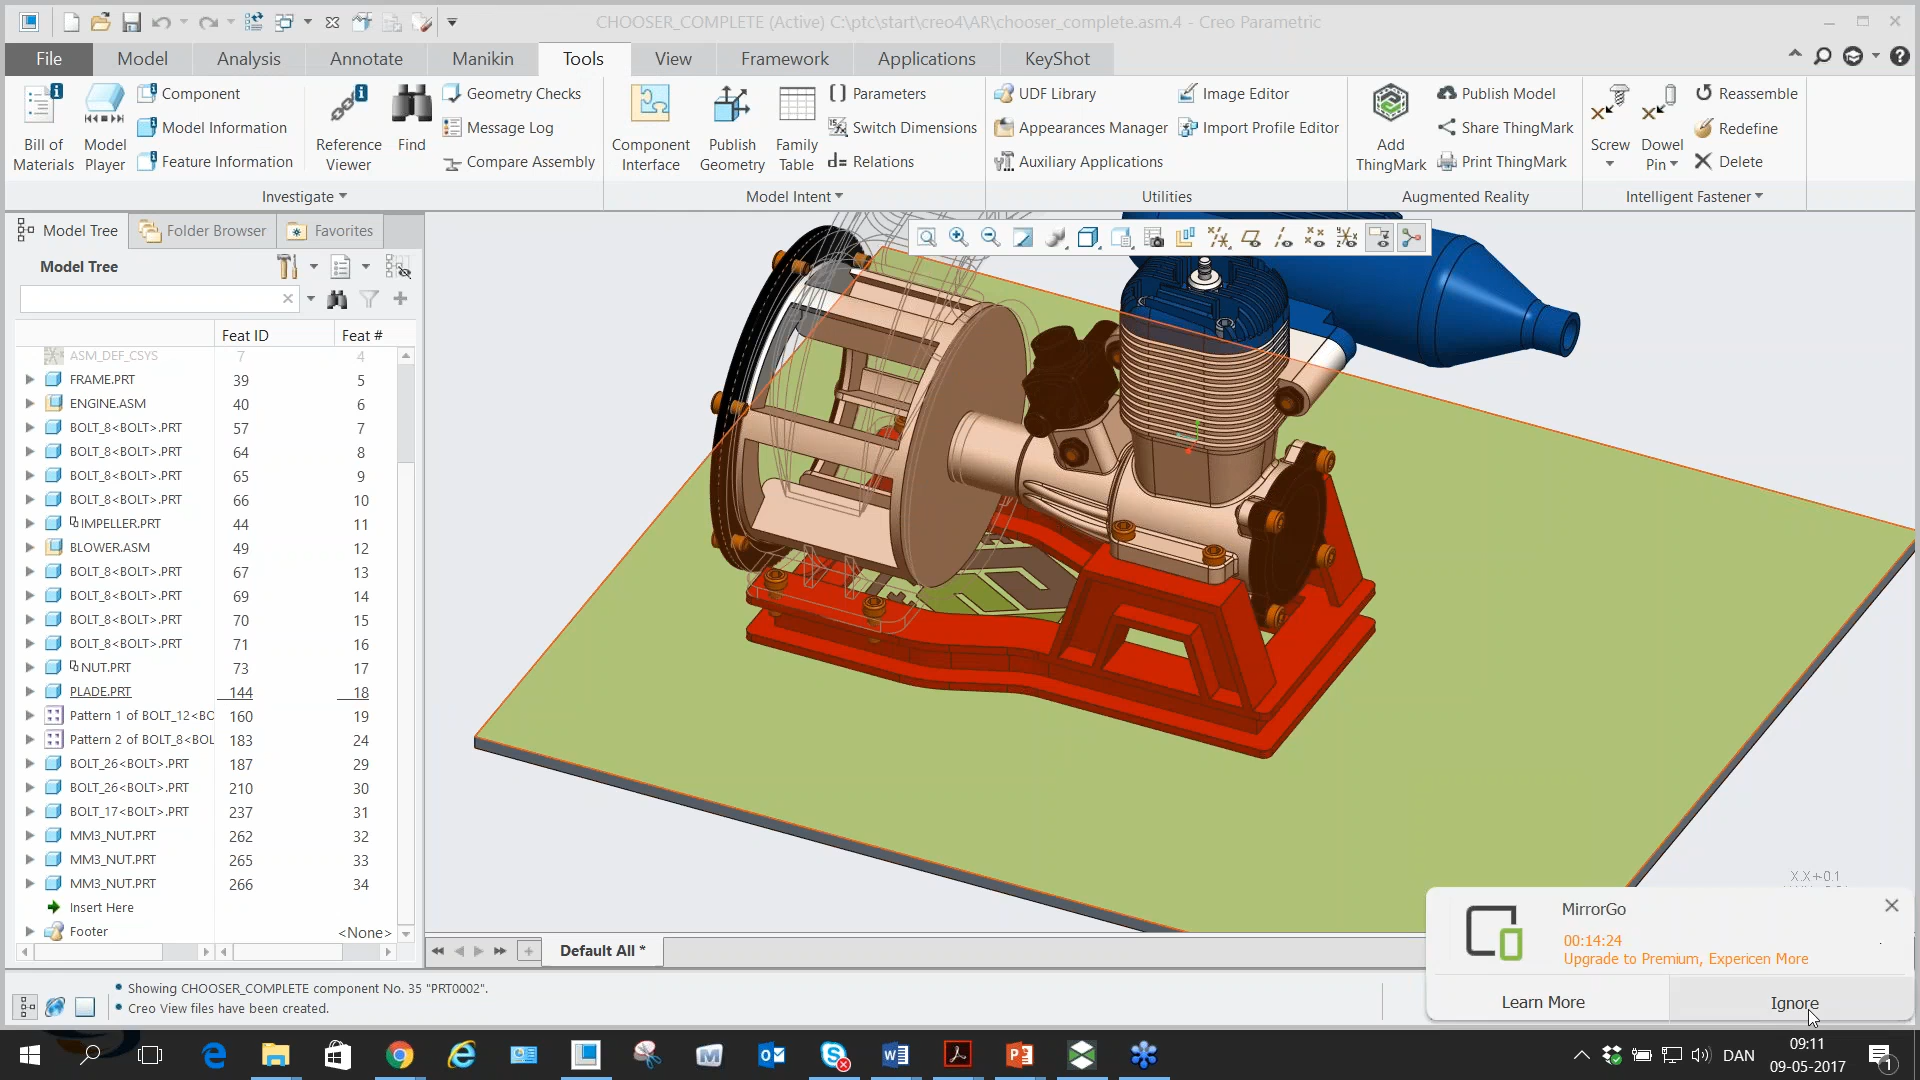 CHOOSER_COMPLETE (Active) C:\ptc\start\creo4\AR\chooser_complete.asm.4 - Creo Parametric
File Model Analysis Annotate Manikin Tools View Framework Applications KeyShot
Bill of Materials
Model Player
Component
Model Information
Feature Information
Reference Viewer
Find
Geometry Checks
Message Log
Compare Assembly
Investigate
Component Interface
Publish Geometry
Family Table
Parameters
Switch Dimensions
Relations
Model Intent
UDF Library
Appearances Manager
Auxiliary Applications
Image Editor
Import Profile Editor
Utilities
Add ThingMark
Publish Model
Share ThingMark
Print ThingMark
Augmented Reality
Screw
Dowel Pin
Reassemble
Redefine
Delete
Intelligent Fastener
Model Tree Folder Browser Favorites
Model Tree
Feat ID Feat #
ASM_DEF_CSYS 7 4
FRAME.PRT 39 5
ENGINE.ASM 40 6
BOLT_8<BOLT>.PRT 57 7
BOLT_8<BOLT>.PRT 64 8
BOLT_8<BOLT>.PRT 65 9
BOLT_8<BOLT>.PRT 66 10
IMPELLER.PRT 44 11
BLOWER.ASM 49 12
BOLT_8<BOLT>.PRT 67 13
BOLT_8<BOLT>.PRT 69 14
BOLT_8<BOLT>.PRT 70 15
BOLT_8<BOLT>.PRT 71 16
NUT.PRT 73 17
PLADE.PRT 144 18
Pattern 1 of BOLT_12<BO 160 19
Pattern 2 of BOLT_8<BOL 183 24
BOLT_26<BOLT>.PRT 187 29
BOLT_26<BOLT>.PRT 210 30
BOLT_17<BOLT>.PRT 237 31
MM3_NUT.PRT 262 32
MM3_NUT.PRT 265 33
MM3_NUT.PRT 266 34
Insert Here
Footer <None>
Default All *
X.X+-0.1
MirrorGo
00:14:24
Upgrade to Premium, Expericen More
Learn More Ignore
Showing CHOOSER_COMPLETE component No. 35 "PRT0002".
Creo View files have been created.
DAN
09:11
09-05-2017
1